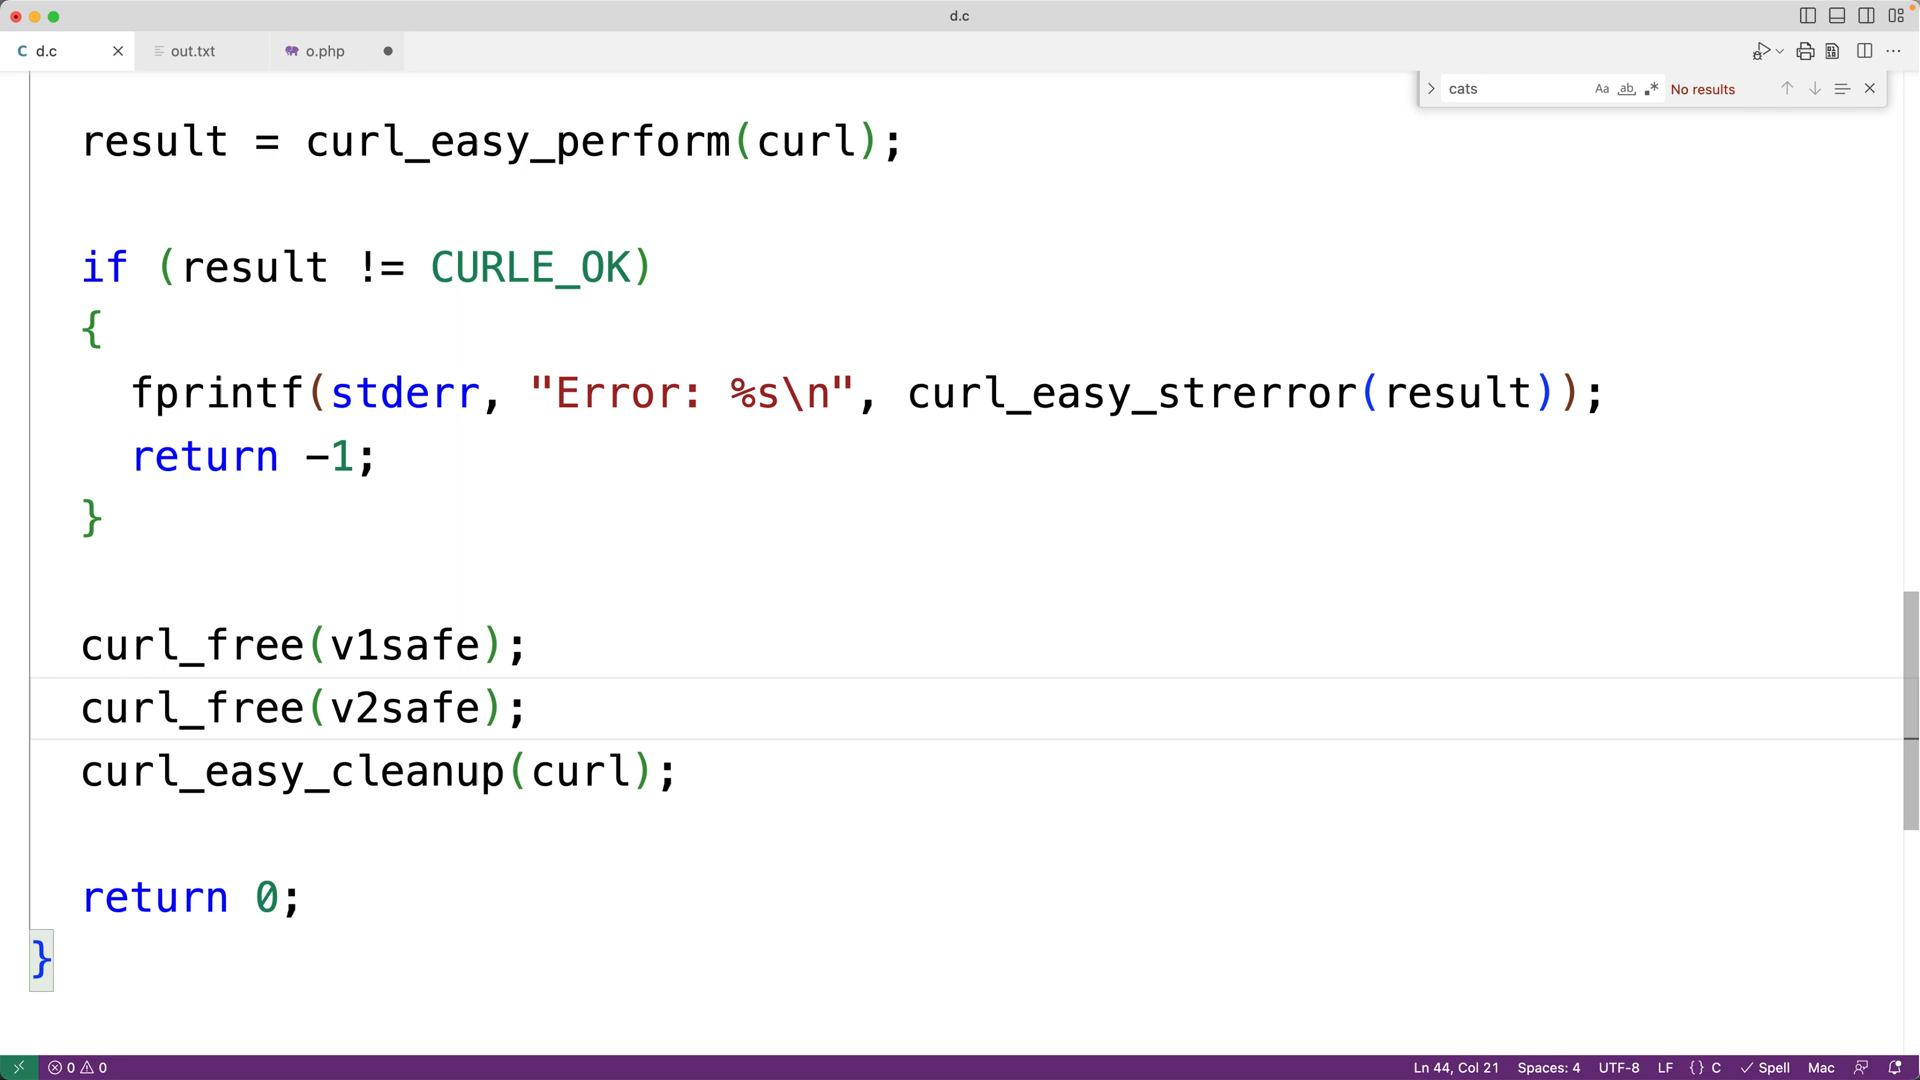 d.c
C d.c
out.txt
o.php
cats
Aa
ab
No results
result = curl_easy_perform(curl);
if (result != CURLE_OK)
{
fprintf(stderr, "Error: %s\n", curl_easy_strerror(result));
return -1;
}
curl_free(v1safe);
curl_free(v2safe);
curl_easy_cleanup(curl);
return 0;
}
0 0
Ln 44, Col 21
Spaces: 4
UTF-8
LF
{ } C
Spell
Mac